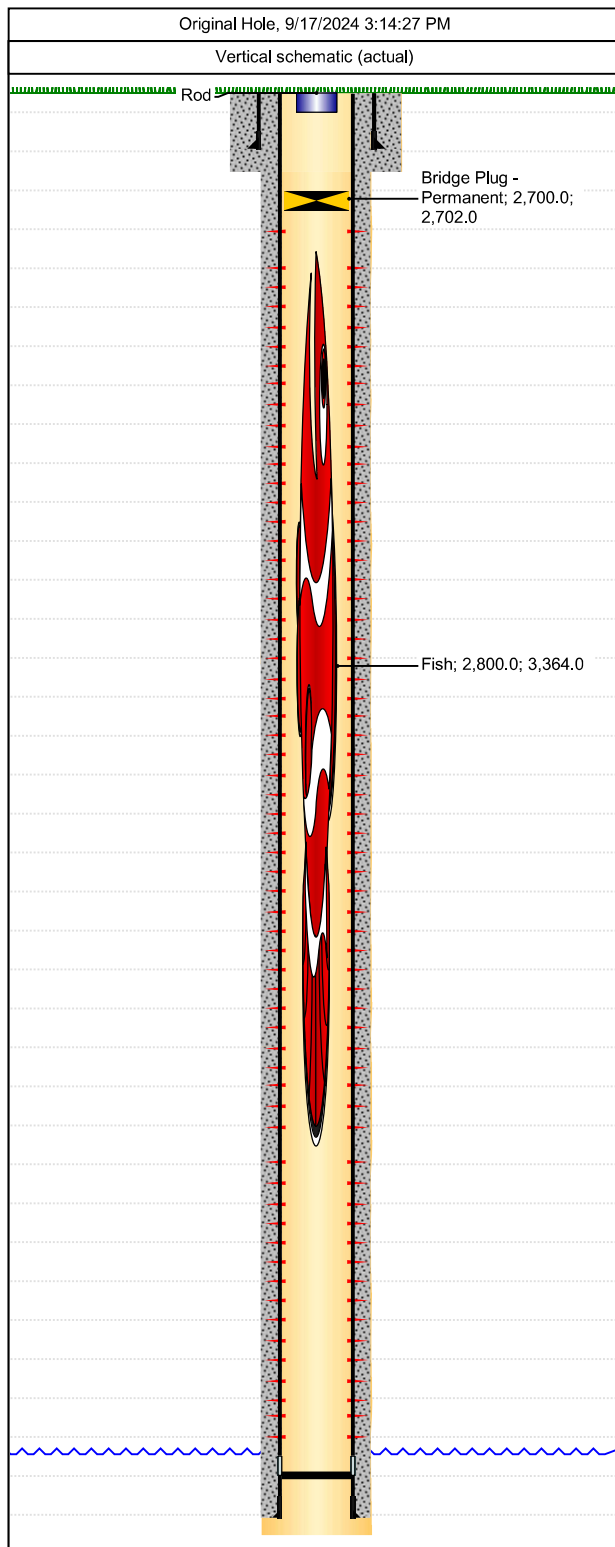 Original Hole, 9/17/2024 3:14:27 PM
Vertical schematic (actual)
Rod
Bridge Plug -
Permanent; 2,700.0;
2,702.0
Fish; 2,800.0; 3,364.0